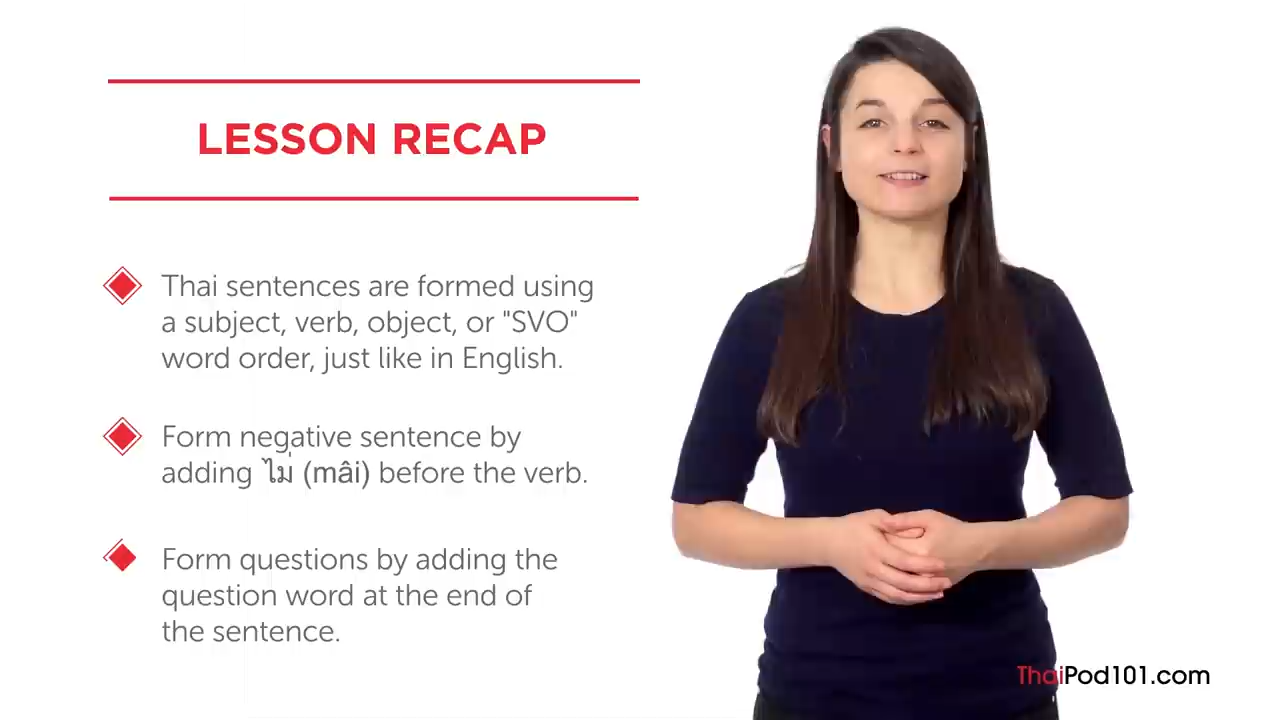 LESSON RECAP
Thai sentences are formed using
a subject, verb, object, or "SVO"
word order, just like in English.
Form negative sentence by
adding ไม่ (mâi) before the verb.
Form questions by adding the
question word at the end of
the sentence.
ThaiPod101.com